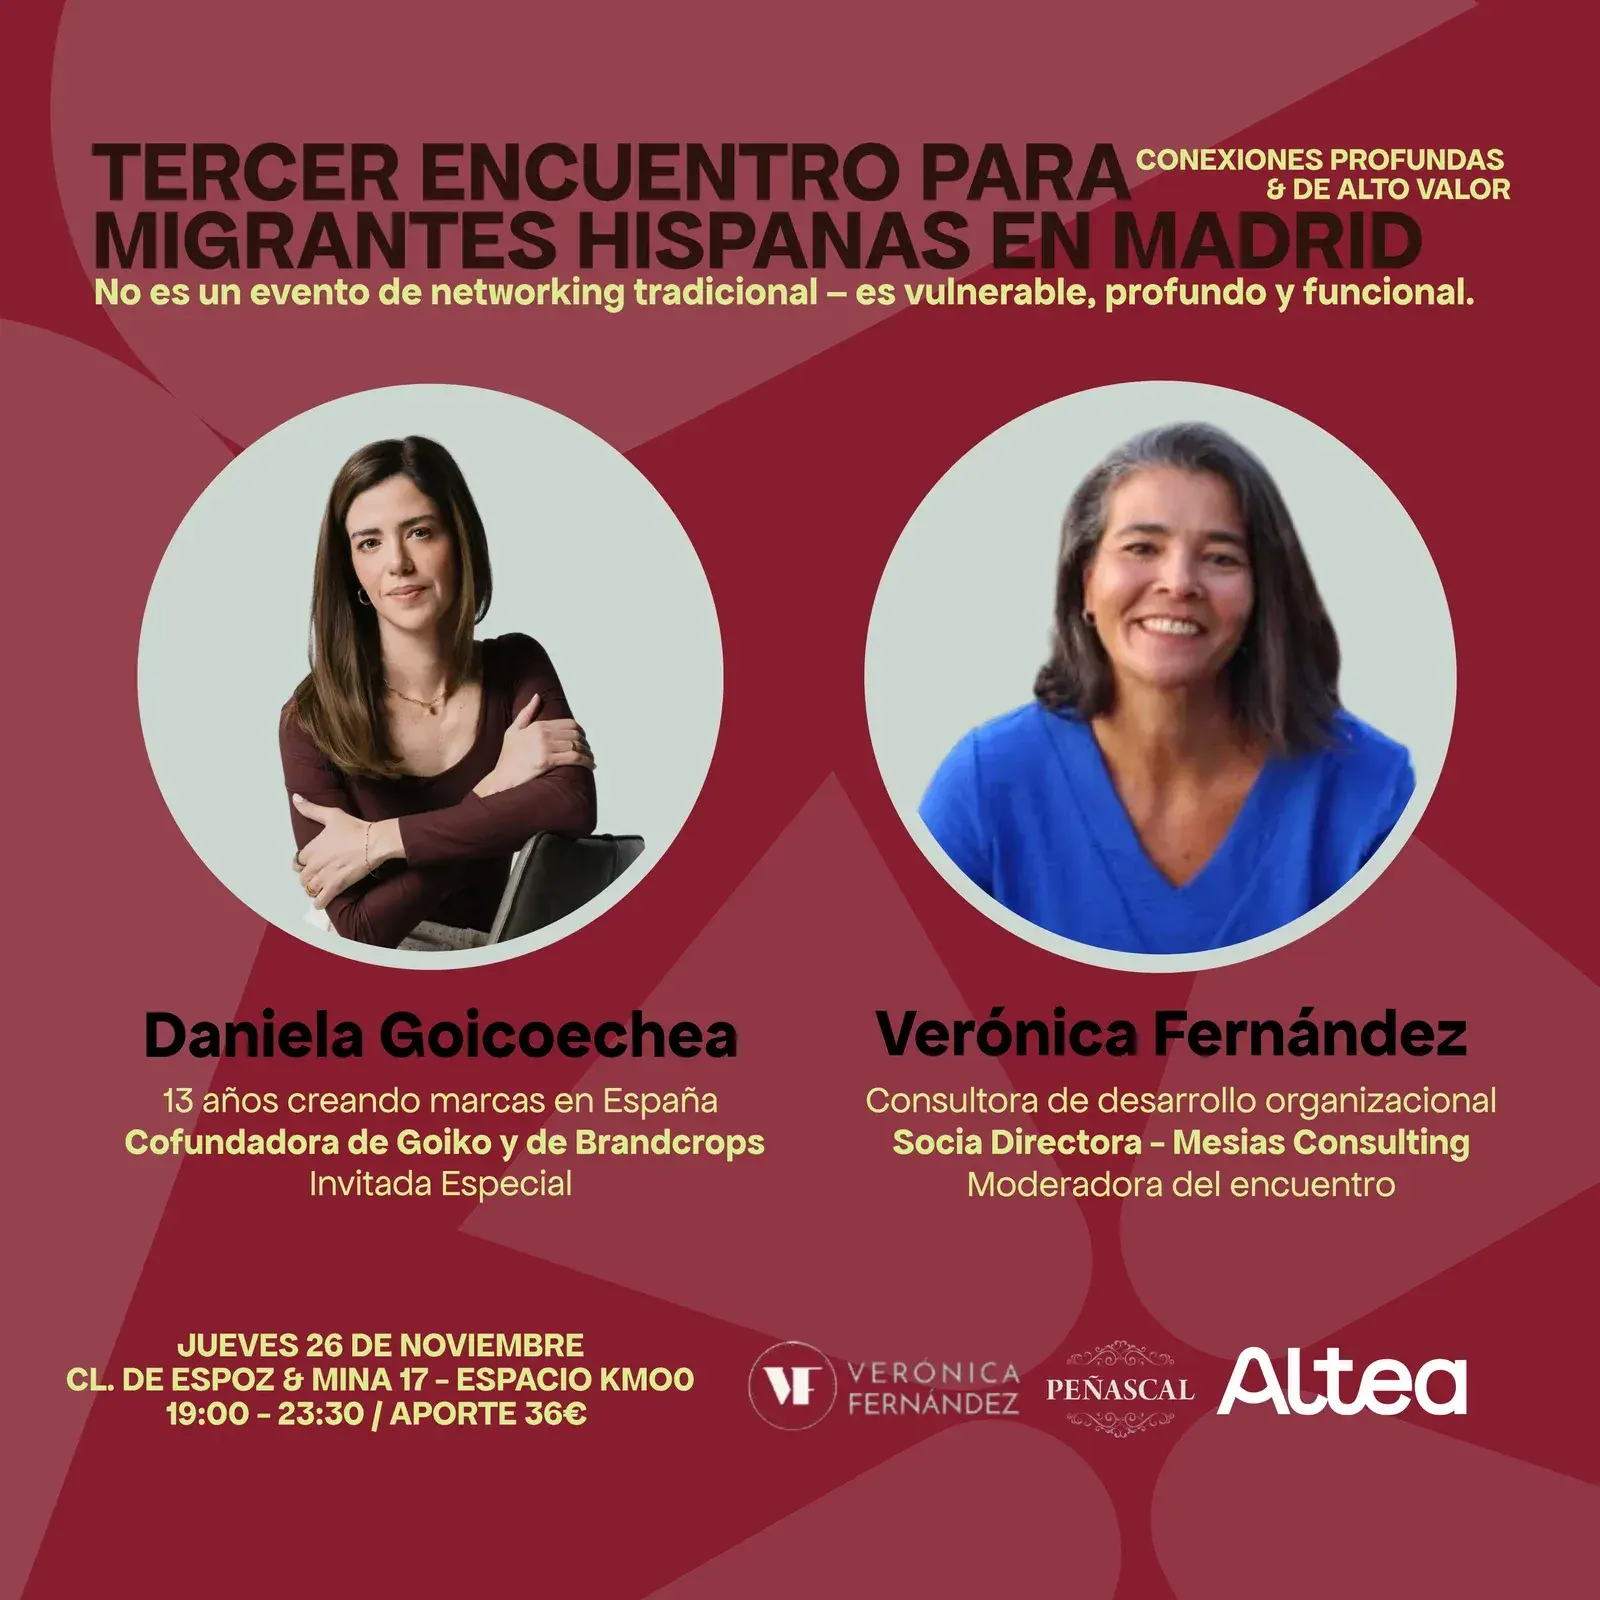 TERCER ENCUENTRO PARA
MIGRANTES HISPANAS EN MADRID
CONEXIONES PROFUNDAS
& DE ALTO VALOR
No es un evento de networking tradicional – es vulnerable, profundo y funcional.
Daniela Goicoechea
13 años creando marcas en España
Cofundadora de Goiko y de Brandcrops
Invitada Especial
Verónica Fernández
Consultora de desarrollo organizacional
Socia Directora – Mesias Consulting
Moderadora del encuentro
JUEVES 26 DE NOVIEMBRE
CL. DE ESPOZ & MINA 17 – ESPACIO KM00
19:00 – 23:30 / APORTE 36€
VF
VERÓNICA
FERNÁNDEZ
PEÑASCAL
Altea